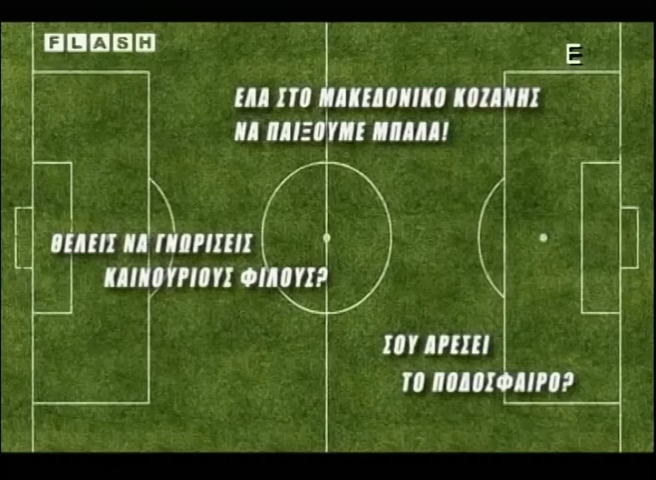 FLASH
E
ΕΛΑ ΣΤΟ ΜΑΚΕΔΟΝΙΚΟ ΚΟΖΑΝΗΣ
ΝΑ ΠΑΙΞΟΥΜΕ ΜΠΑΛΑ!
ΘΕΛΕΙΣ ΝΑ ΓΝΩΡΙΣΕΙΣ
ΚΑΙΝΟΥΡΙΟΥΣ ΦΙΛΟΥΣ?
ΣΟΥ ΑΡΕΣΕΙ
ΤΟ ΠΟΔΟΣΦΑΙΡΟ?